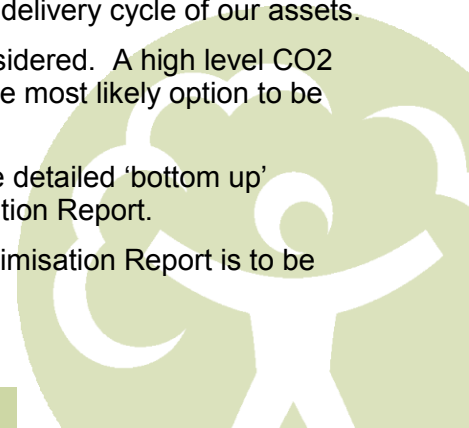 delivery cycle of our assets.
sidered. A high level CO2
e most likely option to be
e detailed ‘bottom up’
tion Report.
imisation Report is to be